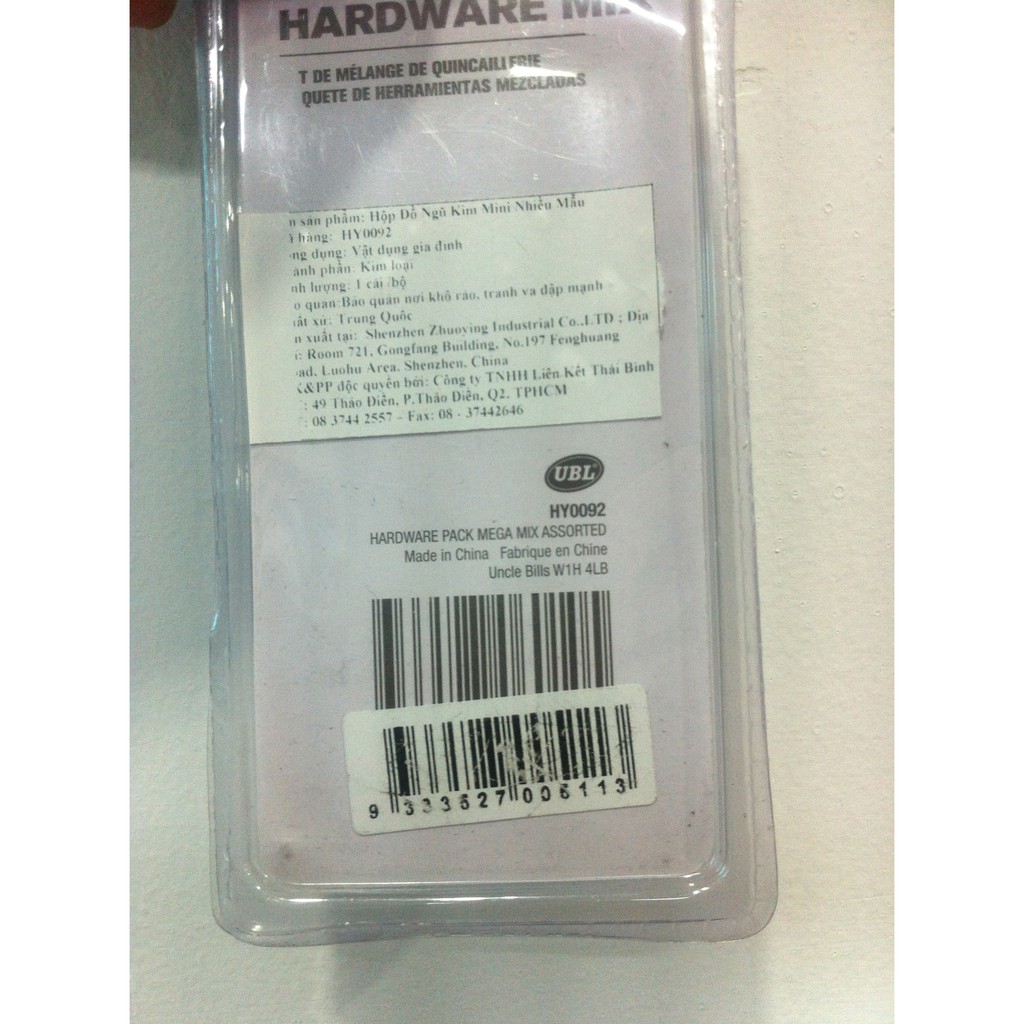 HARDWARE MIX
T DE MÉLANGE DE QUINCAILLERIE
QUETE DE HERRAMIENTAS MEZCLADAS
n sản phẩm: Hộp Đồ Ngũ Kim Mini Nhiều Mẫu
hàng: HY0092
ng dụng: Vật dụng gia đình
ành phần: Kim loại
nh lượng: 1 cái /bộ
o quan:Bảo quản nơi khô ráo, tránh va đập mạnh
ất xứ: Trung Quốc
n xuất tại: Shenzhen Zhuoying Industrial Co.,LTD ; Địa
: Room 721, Gongfang Building, No.197 Fenghuang
ad, Luohu Area, Shenzhen, China
K&PP độc quyền bởi: Công ty TNHH Liên Kết Thái Bình
: 49 Thảo Điền, P.Thảo Điền, Q2, TPHCM
: 08 3744 2557 – Fax: 08 - 37442646
UBL
HY0092
HARDWARE PACK MEGA MIX ASSORTED
Made in China Fabrique en Chine
Uncle Bills W1H 4LB
9 333527 006113